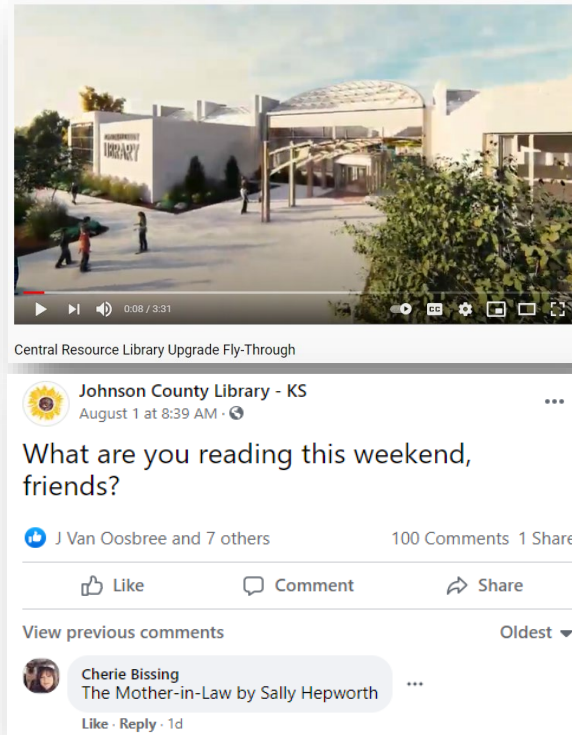 LIBRARY
0:08 / 3:31
CC
Central Resource Library Upgrade Fly-Through
Johnson County Library - KS
August 1 at 8:39 AM ·
What are you reading this weekend,
friends?
J Van Oosbree and 7 others 100 Comments 1 Share
Like Comment Share
View previous comments Oldest
Cherie Bissing
The Mother-in-Law by Sally Hepworth
Like · Reply · 1d